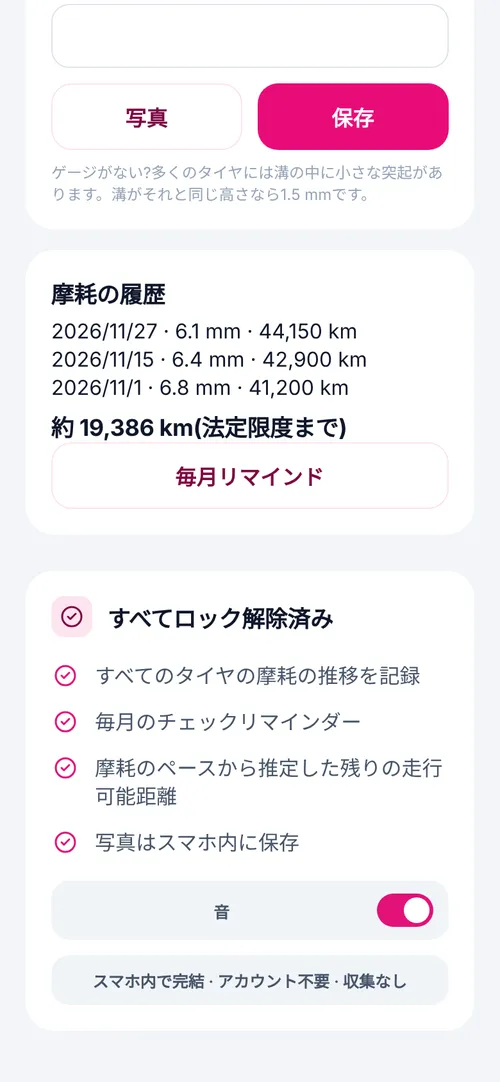 写真
保存
ゲージがない?多くのタイヤには溝の中に小さな突起があ
ります。溝がそれと同じ高さなら1.5 mmです。
摩耗の履歴
2026/11/27 · 6.1 mm · 44,150 km
2026/11/15 · 6.4 mm · 42,900 km
2026/11/1 · 6.8 mm · 41,200 km
約 19,386 km(法定限度まで)
毎月リマインド
すべてロック解除済み
すべてのタイヤの摩耗の推移を記録
毎月のチェックリマインダー
摩耗のペースから推定した残りの走行
可能距離
写真はスマホ内に保存
音
スマホ内で完結 · アカウント不要 · 収集なし